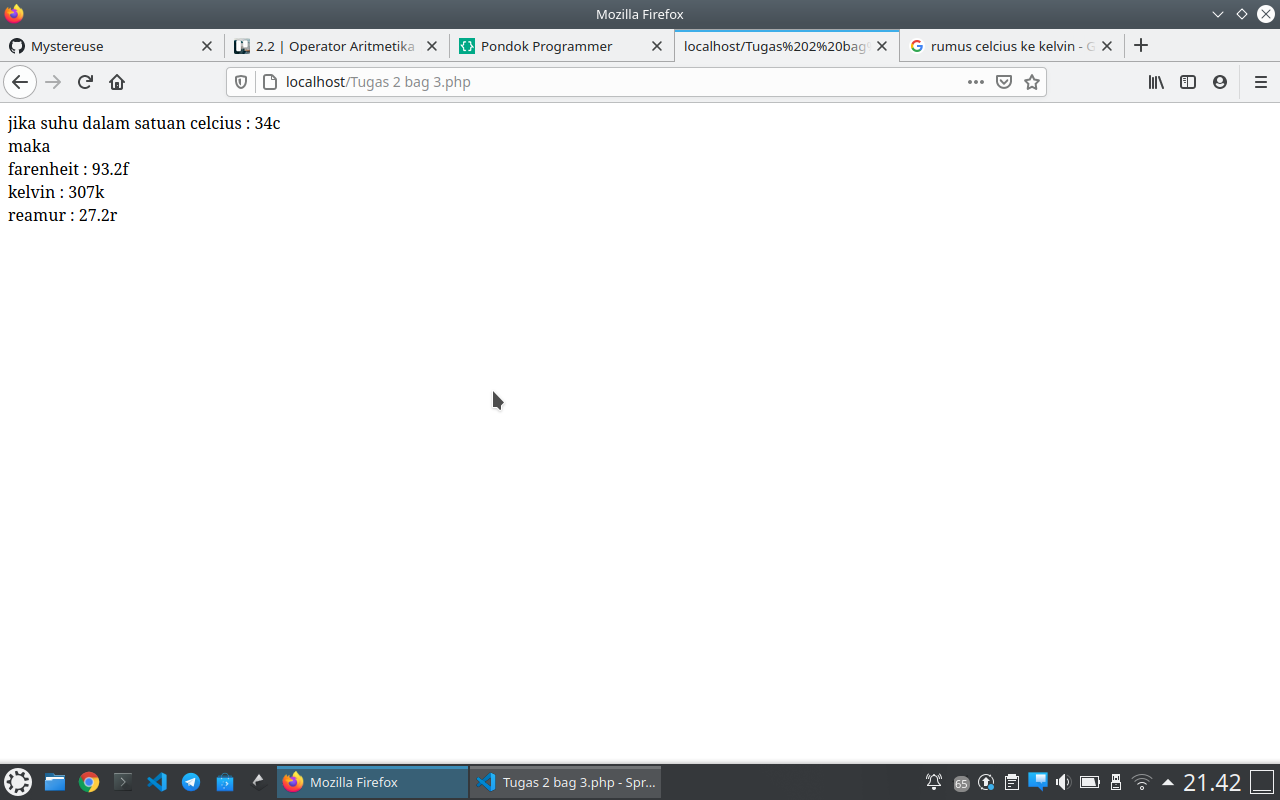 Mozilla Firefox
Mystereuse
2.2 | Operator Aritmetika
Pondok Programmer
localhost/Tugas%202%20bag%
rumus celcius ke kelvin - G
localhost/Tugas 2 bag 3.php
jika suhu dalam satuan celcius : 34c
maka
farenheit : 93.2f
kelvin : 307k
reamur : 27.2r
Mozilla Firefox
Tugas 2 bag 3.php - Spr...
65
21.42